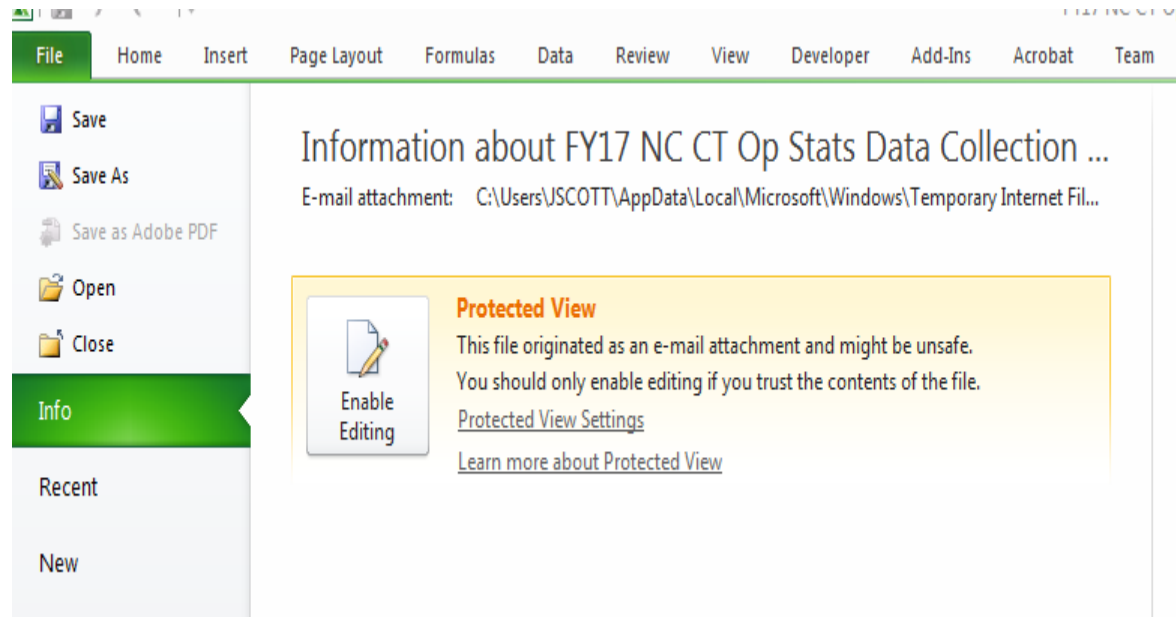 FY17 NC CT O
File Home Insert Page Layout Formulas Data Review View Developer Add-Ins Acrobat Team
Save
Save As
Save as Adobe PDF
Open
Close
Info
Recent
New
Information about FY17 NC CT Op Stats Data Collection ...
E-mail attachment: C:\Users\JSCOTT\AppData\Local\Microsoft\Windows\Temporary Internet Fil...
Enable
Editing
Protected View
This file originated as an e-mail attachment and might be unsafe.
You should only enable editing if you trust the contents of the file.
Protected View Settings
Learn more about Protected View